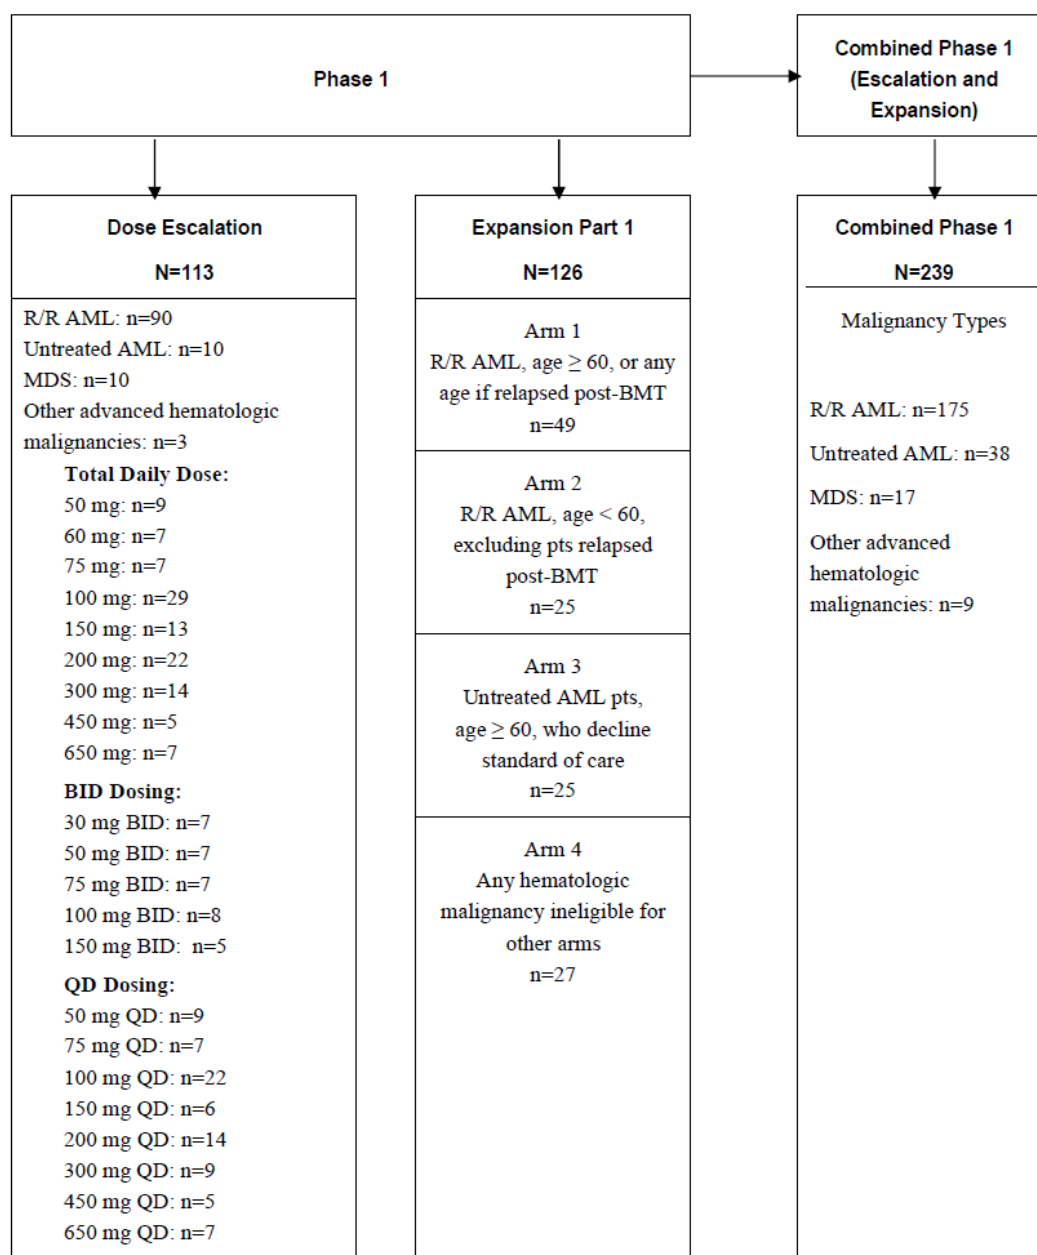 Phase 1
Combined Phase 1
(Escalation and
Expansion)
Dose Escalation
N=113
R/R AML: n=90
Untreated AML: n=10
MDS: n=10
Other advanced hematologic
malignancies: n=3
Total Daily Dose:
50 mg: n=9
60 mg: n=7
75 mg: n=7
100 mg: n=29
150 mg: n=13
200 mg: n=22
300 mg: n=14
450 mg: n=5
650 mg: n=7
BID Dosing:
30 mg BID: n=7
50 mg BID: n=7
75 mg BID: n=7
100 mg BID: n=8
150 mg BID:  n=5
QD Dosing:
50 mg QD: n=9
75 mg QD: n=7
100 mg QD: n=22
150 mg QD: n=6
200 mg QD: n=14
300 mg QD: n=9
450 mg QD: n=5
650 mg QD: n=7
Expansion Part 1
N=126
Arm 1
R/R AML, age ≥ 60, or any
age if relapsed post-BMT
n=49
Arm 2
R/R AML, age < 60,
excluding pts relapsed
post-BMT
n=25
Arm 3
Untreated AML pts,
age ≥ 60, who decline
standard of care
n=25
Arm 4
Any hematologic
malignancy ineligible for
other arms
n=27
Combined Phase 1
N=239
Malignancy Types
R/R AML: n=175
Untreated AML: n=38
MDS: n=17
Other advanced
hematologic
malignancies: n=9